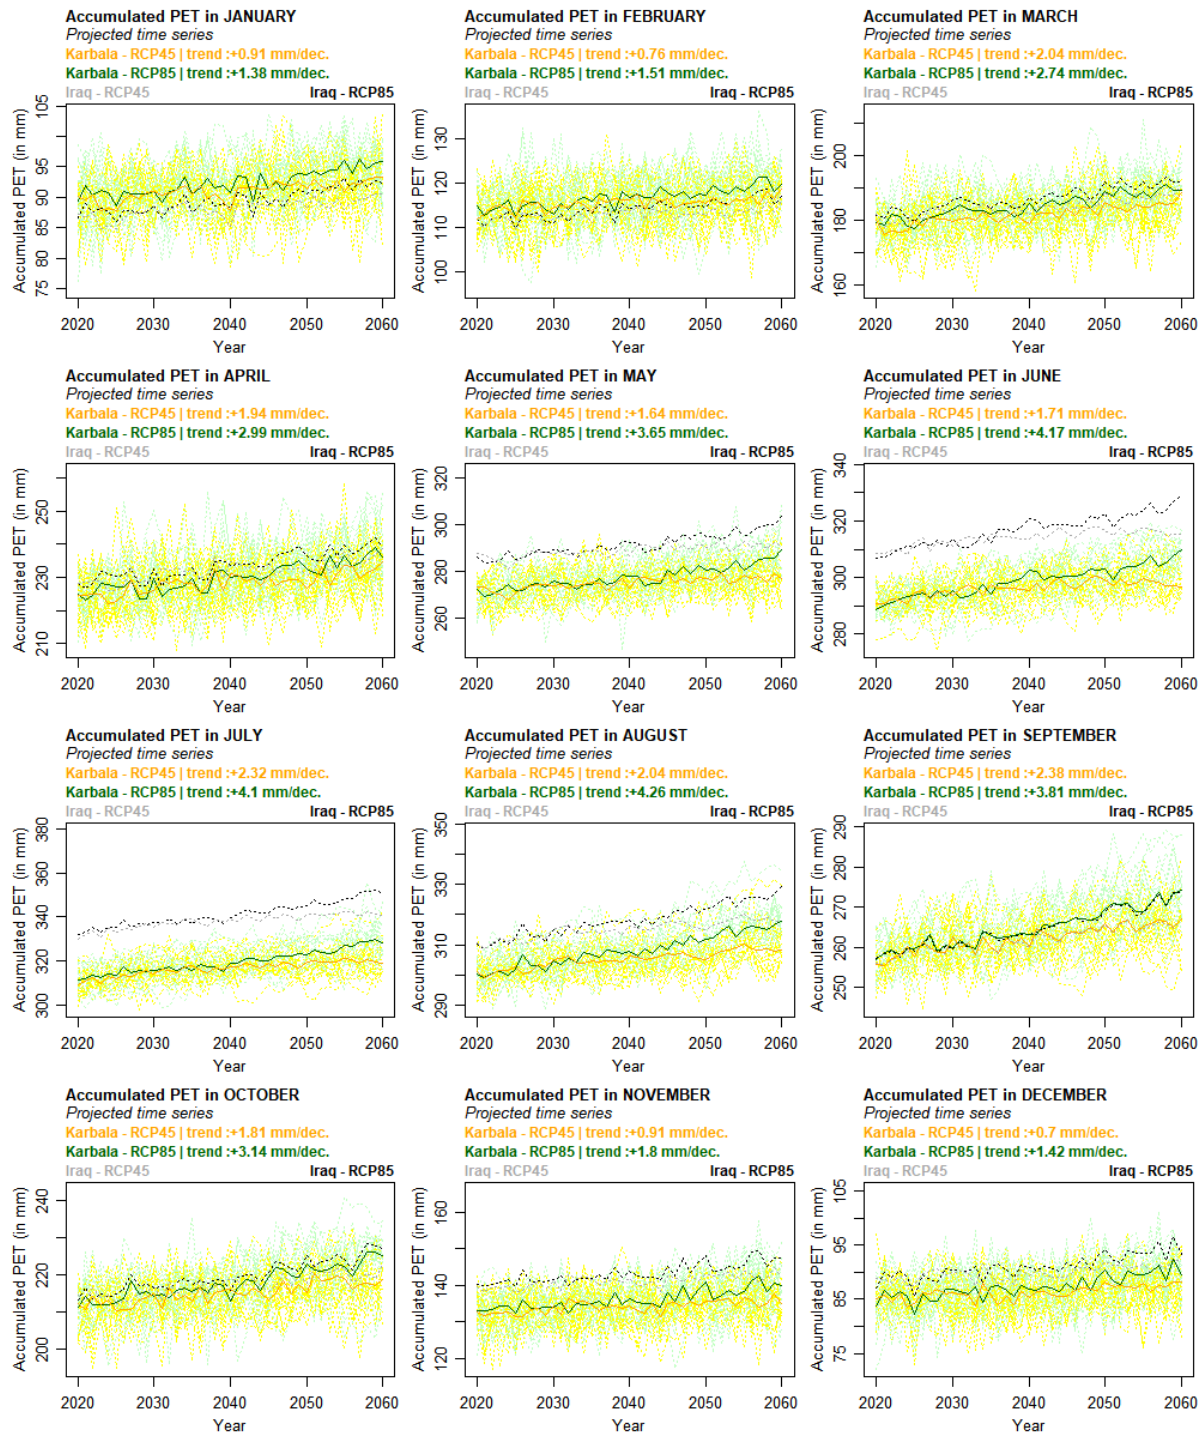 Accumulated PET in JANUARY
Projected time series
Karbala - RCP45 | trend :+0.91 mm/dec.
Karbala - RCP85 | trend :+1.38 mm/dec.
Iraq - RCP45 Iraq - RCP85
Accumulated PET (in mm)
105
95
90
85
80
75
2020 2030 2040 2050 2060
Year
Accumulated PET in FEBRUARY
Projected time series
Karbala - RCP45 | trend :+0.76 mm/dec.
Karbala - RCP85 | trend :+1.51 mm/dec.
Iraq - RCP45 Iraq - RCP85
Accumulated PET (in mm)
130
120
110
100
2020 2030 2040 2050 2060
Year
Accumulated PET in MARCH
Projected time series
Karbala - RCP45 | trend :+2.04 mm/dec.
Karbala - RCP85 | trend :+2.74 mm/dec.
Iraq - RCP45 Iraq - RCP85
Accumulated PET (in mm)
200
180
160
2020 2030 2040 2050 2060
Year
Accumulated PET in APRIL
Projected time series
Karbala - RCP45 | trend :+1.94 mm/dec.
Karbala - RCP85 | trend :+2.99 mm/dec.
Iraq - RCP45 Iraq - RCP85
Accumulated PET (in mm)
250
230
210
2020 2030 2040 2050 2060
Year
Accumulated PET in MAY
Projected time series
Karbala - RCP45 | trend :+1.64 mm/dec.
Karbala - RCP85 | trend :+3.65 mm/dec.
Iraq - RCP45 Iraq - RCP85
Accumulated PET (in mm)
320
300
280
260
2020 2030 2040 2050 2060
Year
Accumulated PET in JUNE
Projected time series
Karbala - RCP45 | trend :+1.71 mm/dec.
Karbala - RCP85 | trend :+4.17 mm/dec.
Iraq - RCP45 Iraq - RCP85
Accumulated PET (in mm)
340
320
300
280
2020 2030 2040 2050 2060
Year
Accumulated PET in JULY
Projected time series
Karbala - RCP45 | trend :+2.32 mm/dec.
Karbala - RCP85 | trend :+4.1 mm/dec.
Iraq - RCP45 Iraq - RCP85
Accumulated PET (in mm)
380
360
340
320
300
2020 2030 2040 2050 2060
Year
Accumulated PET in AUGUST
Projected time series
Karbala - RCP45 | trend :+2.04 mm/dec.
Karbala - RCP85 | trend :+4.26 mm/dec.
Iraq - RCP45 Iraq - RCP85
Accumulated PET (in mm)
350
330
310
290
2020 2030 2040 2050 2060
Year
Accumulated PET in SEPTEMBER
Projected time series
Karbala - RCP45 | trend :+2.38 mm/dec.
Karbala - RCP85 | trend :+3.81 mm/dec.
Iraq - RCP45 Iraq - RCP85
Accumulated PET (in mm)
290
280
270
260
250
2020 2030 2040 2050 2060
Year
Accumulated PET in OCTOBER
Projected time series
Karbala - RCP45 | trend :+1.81 mm/dec.
Karbala - RCP85 | trend :+3.14 mm/dec.
Iraq - RCP45 Iraq - RCP85
Accumulated PET (in mm)
240
220
200
2020 2030 2040 2050 2060
Year
Accumulated PET in NOVEMBER
Projected time series
Karbala - RCP45 | trend :+0.91 mm/dec.
Karbala - RCP85 | trend :+1.8 mm/dec.
Iraq - RCP45 Iraq - RCP85
Accumulated PET (in mm)
160
140
120
2020 2030 2040 2050 2060
Year
Accumulated PET in DECEMBER
Projected time series
Karbala - RCP45 | trend :+0.7 mm/dec.
Karbala - RCP85 | trend :+1.42 mm/dec.
Iraq - RCP45 Iraq - RCP85
Accumulated PET (in mm)
105
95
85
75
2020 2030 2040 2050 2060
Year